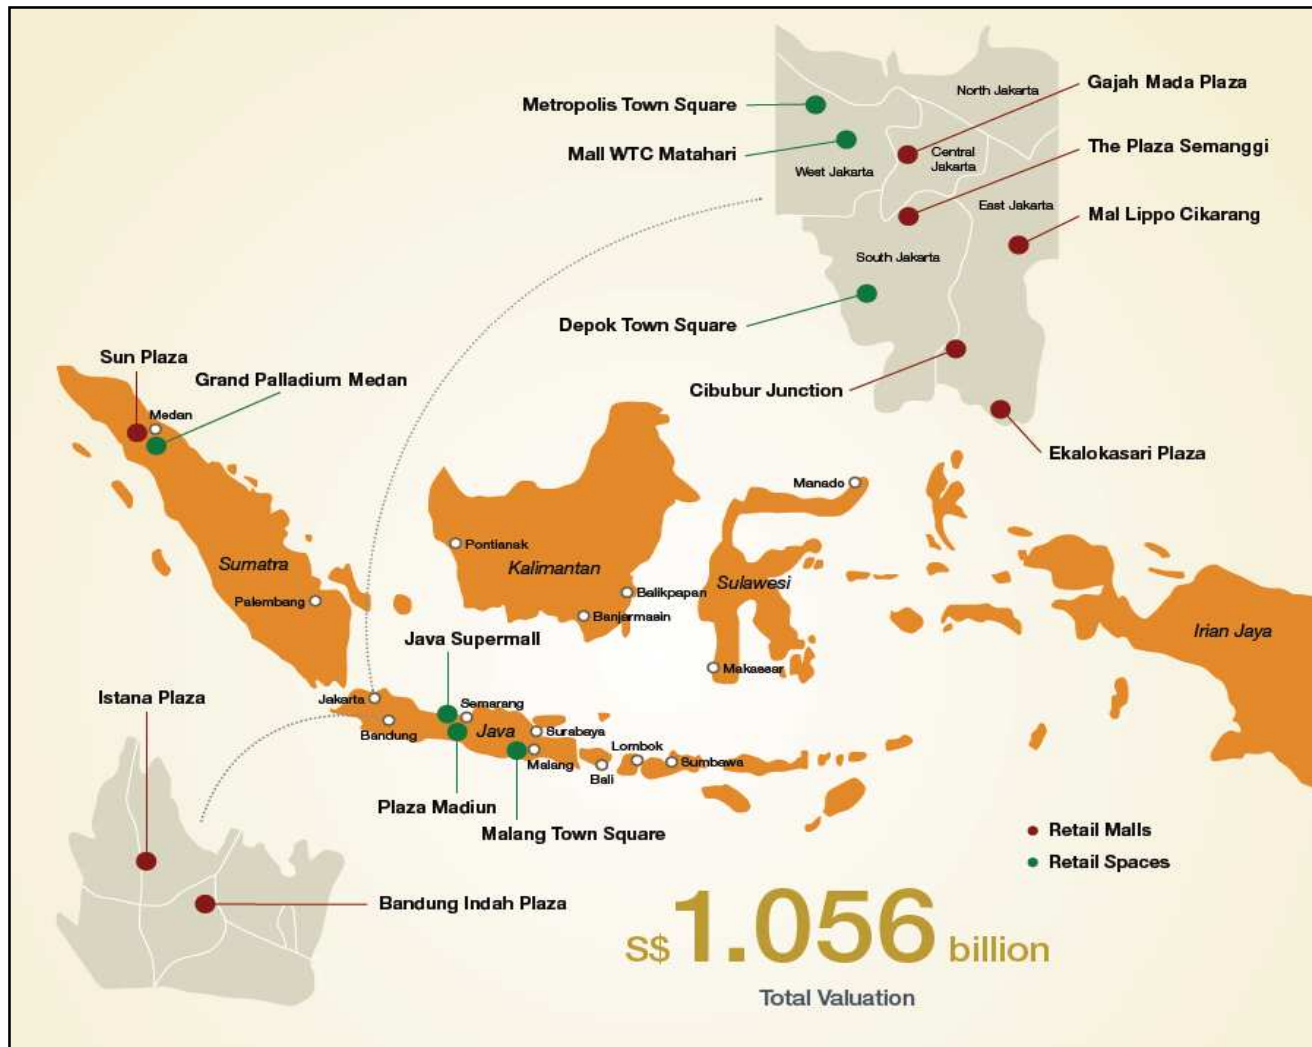 Metropolis Town Square
Mall WTC Matahari
Depok Town Square
Cibubur Junction
North Jakarta
Central
Jakarta
West Jakarta
East Jakarta
South Jakarta
Gajah Mada Plaza
The Plaza Semanggi
Mal Lippo Cikarang
Ekalokasari Plaza
Sun Plaza
Grand Palladium Medan
Medan
Sumatra
Palembang
Pontianak
Kalimantan
Balikpapan
Banjarmasin
Manado
Sulawesi
Makassar
Irian Jaya
Java Supermall
Jakarta
Bandung
Semarang
Java
Surabaya
Malang
Lombok
Bali
Sumbawa
Plaza Madiun
Malang Town Square
Istana Plaza
Bandung Indah Plaza
Retail Malls
Retail Spaces
S$ 1.056 billion
Total Valuation